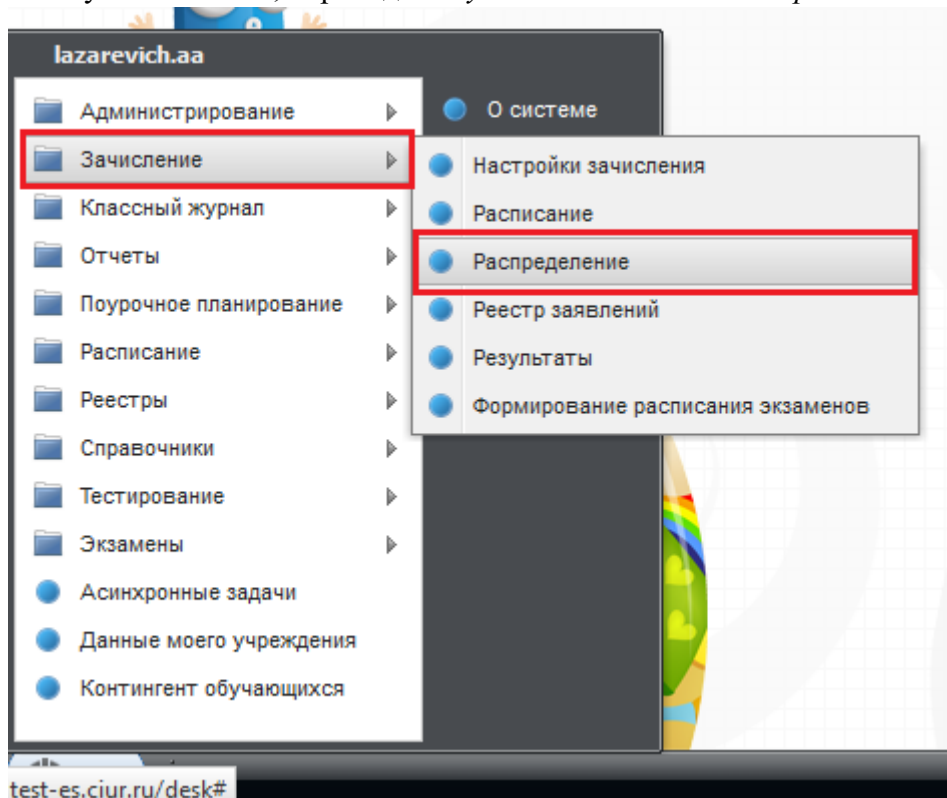 lazarevich.aa
Администрирование
Зачисление
Классный журнал
Отчеты
Поурочное планирование
Расписание
Реестры
Справочники
Тестирование
Экзамены
Асинхронные задачи
Данные моего учреждения
Контингент обучающихся
О системе
Настройки зачисления
Расписание
Распределение
Реестр заявлений
Результаты
Формирование расписания экзаменов
test-es.ciur.ru/desk#